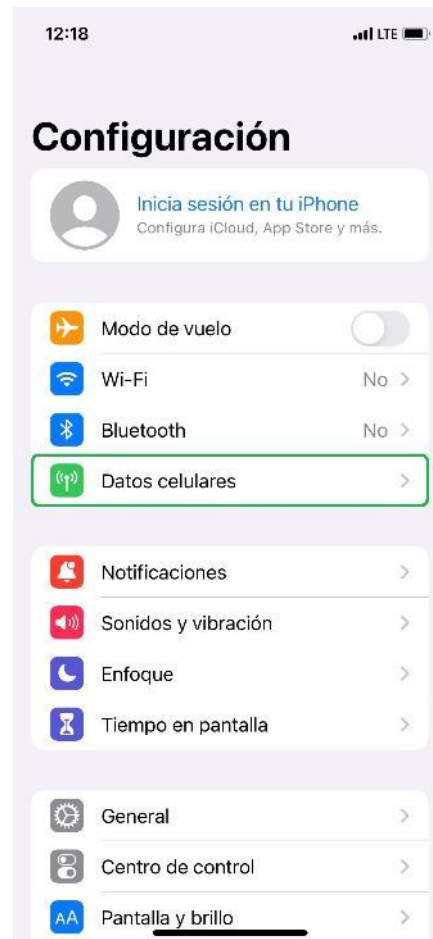 12:18 LTE
Configuración
Inicia sesión en tu iPhone
Configura iCloud, App Store y más.
Modo de vuelo
Wi-Fi No
Bluetooth No
Datos celulares
Notificaciones
Sonidos y vibración
Enfoque
Tiempo en pantalla
General
Centro de control
AA Pantalla y brillo